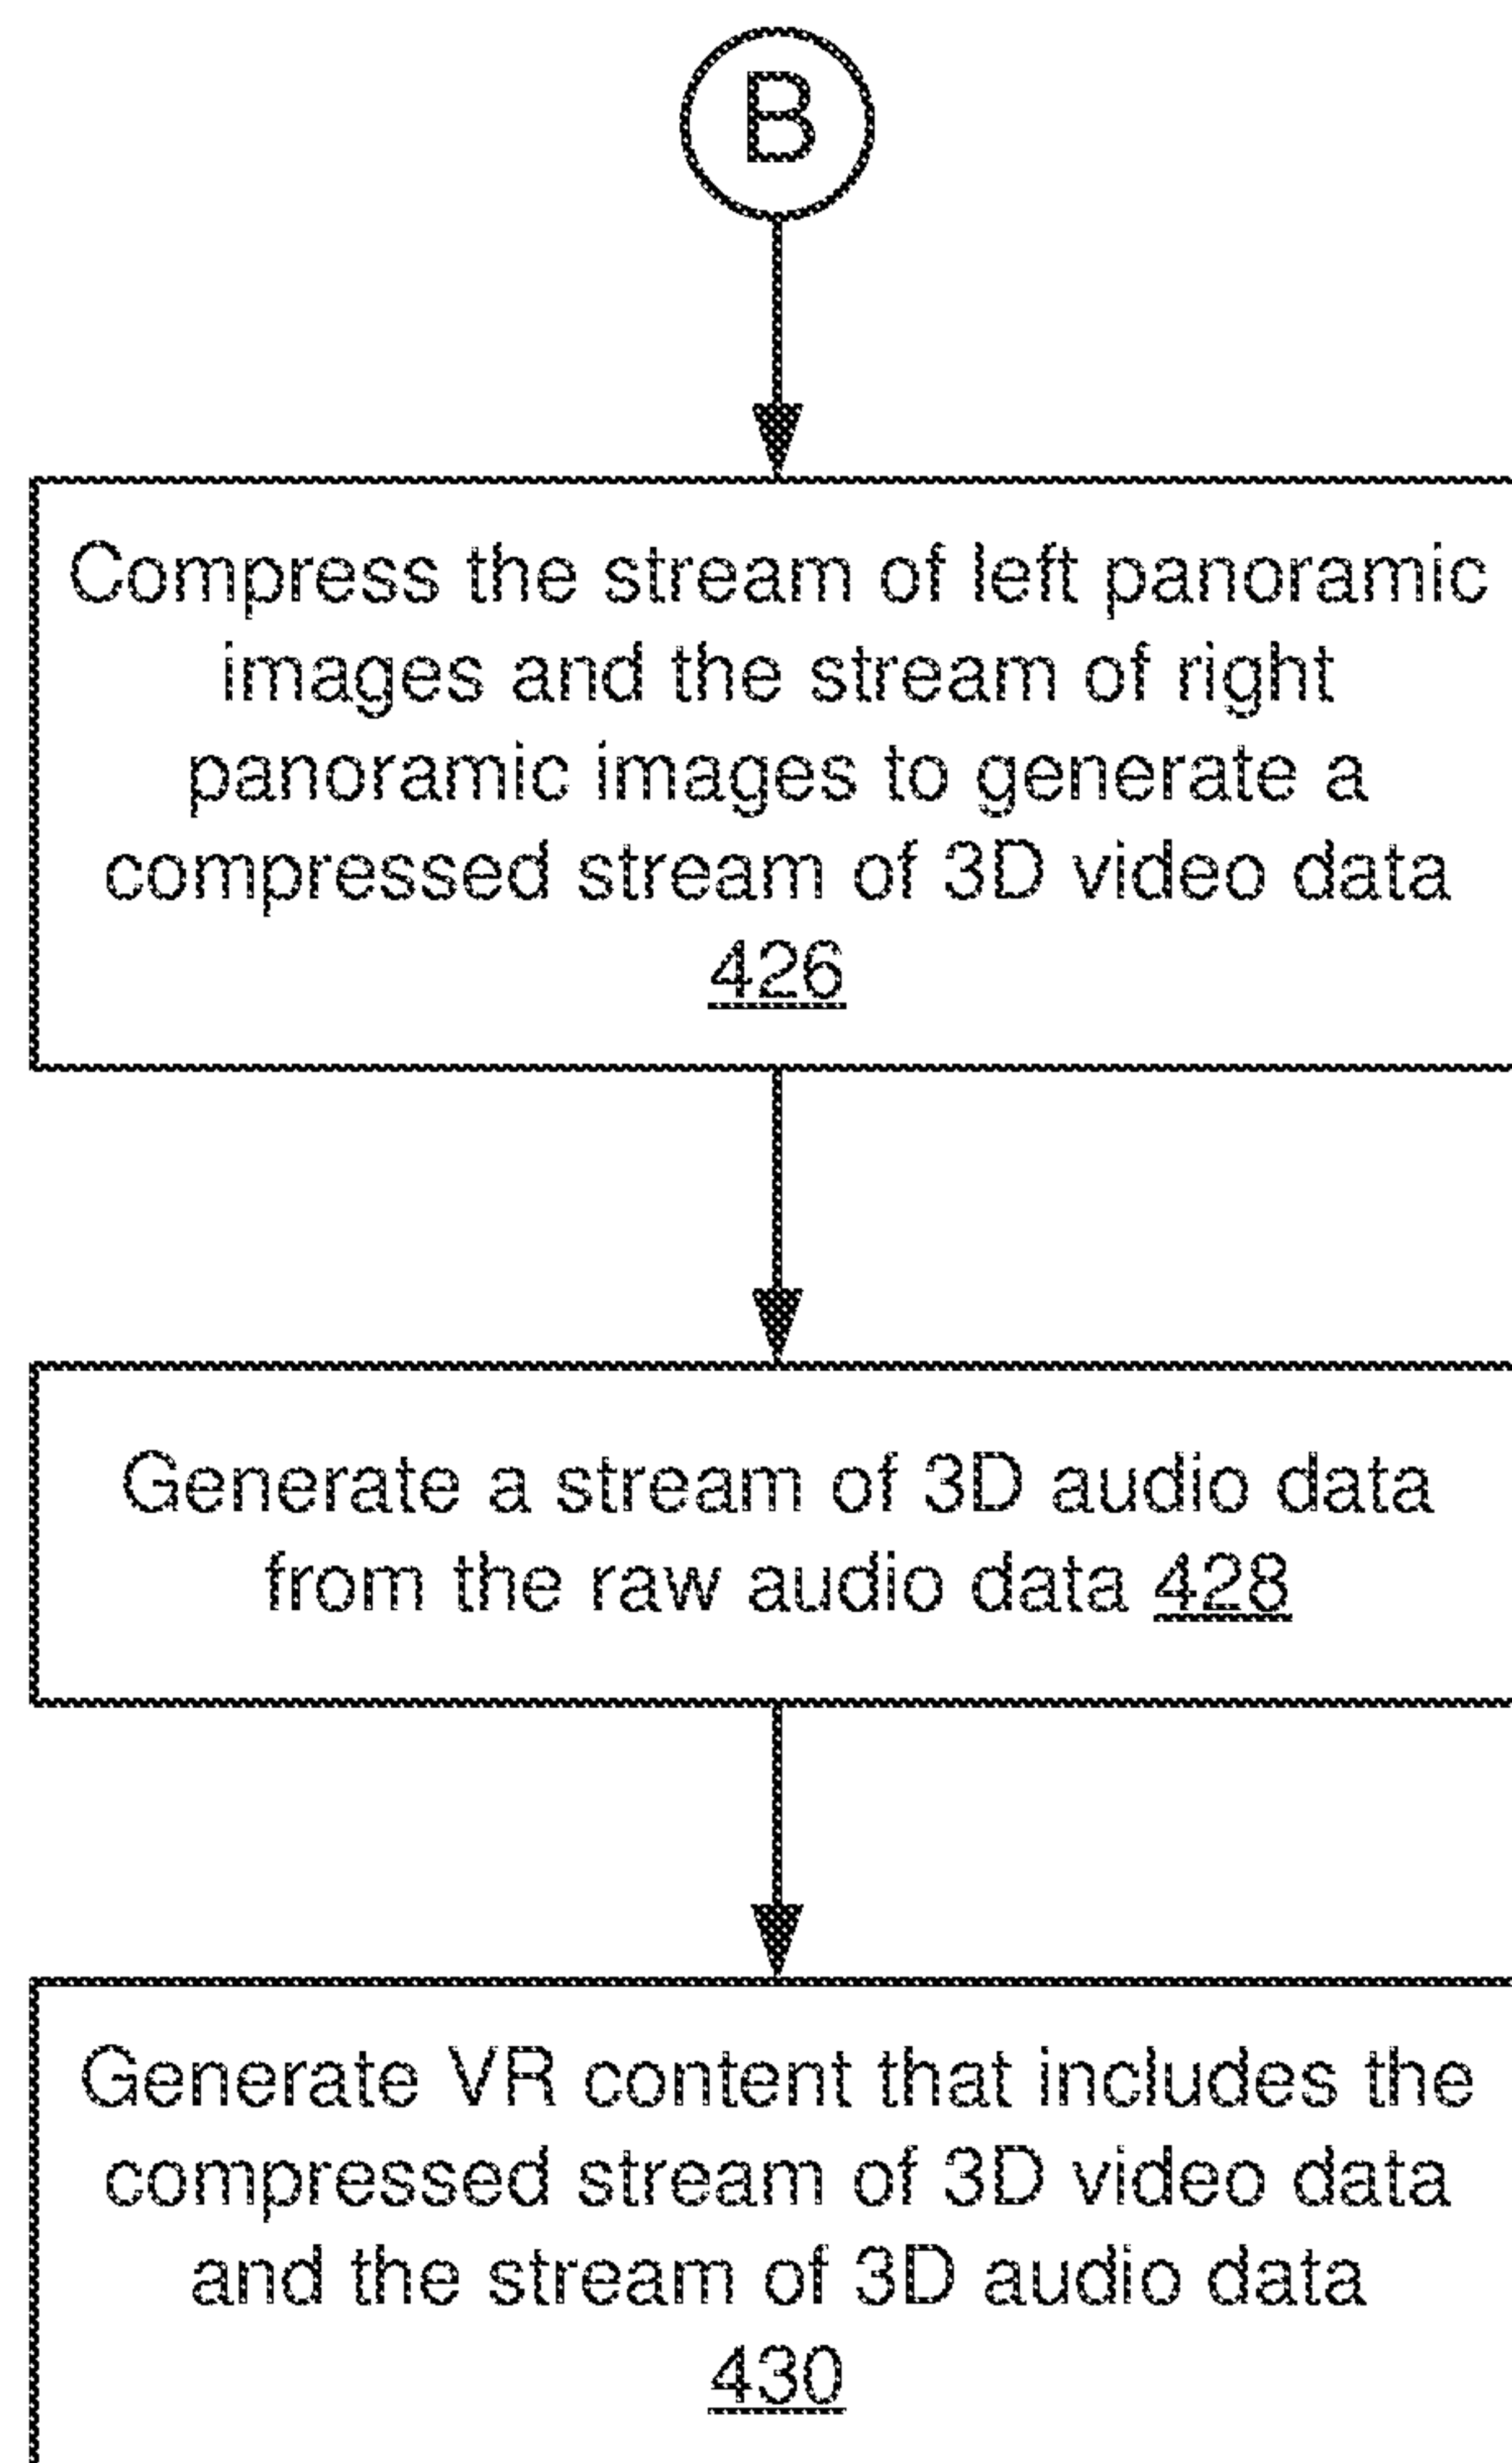 B
Compress the stream of left panoramic
images and the stream of right
panoramic images to generate a
compressed stream of 3D video data
426
Generate a stream of 3D audio data
from the raw audio data 428
Generate VR content that includes the
compressed stream of 3D video data
and the stream of 3D audio data
430